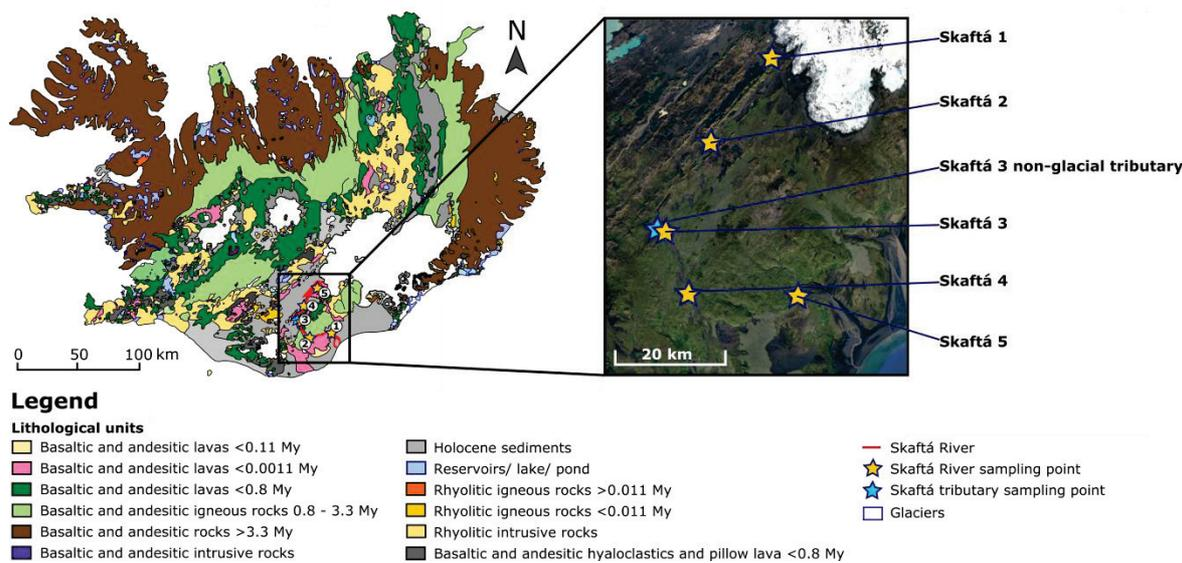 N
0 50 100 km
5
4
3
1
2
20 km
Skaftá 1
Skaftá 2
Skaftá 3 non-glacial tributary
Skaftá 3
Skaftá 4
Skaftá 5
Legend
Lithological units
Basaltic and andesitic lavas <0.11 My
Basaltic and andesitic lavas <0.0011 My
Basaltic and andesitic lavas <0.8 My
Basaltic and andesitic igneous rocks 0.8 - 3.3 My
Basaltic and andesitic rocks >3.3 My
Basaltic and andesitic intrusive rocks
Holocene sediments
Reservoirs/ lake/ pond
Rhyolitic igneous rocks >0.011 My
Rhyolitic igneous rocks <0.011 My
Rhyolitic intrusive rocks
Basaltic and andesitic hyaloclastics and pillow lava <0.8 My
Skaftá River
Skaftá River sampling point
Skaftá tributary sampling point
Glaciers